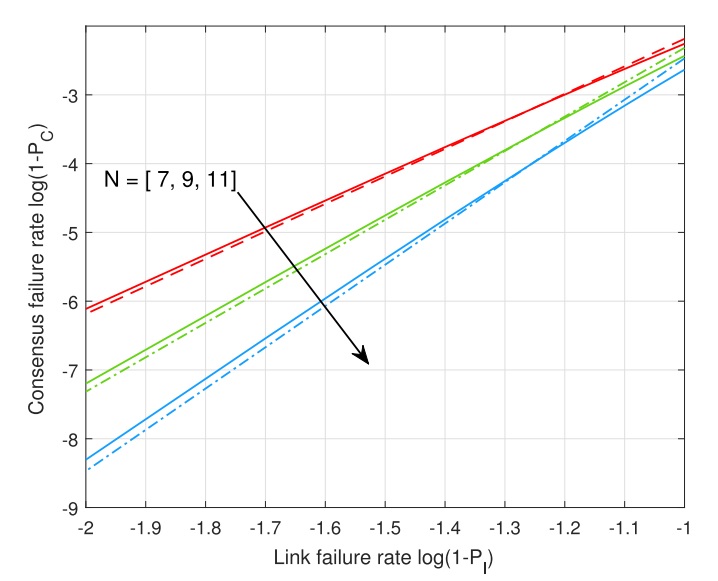 -3
-4
N = [ 7, 9, 11]
-5
-6
-7
-8
-9
-2 -1.9 -1.8 -1.7 -1.6 -1.5 -1.4 -1.3 -1.2 -1.1 -1
Link failure rate log(1-P_l)
Consensus failure rate log(1-P_C)